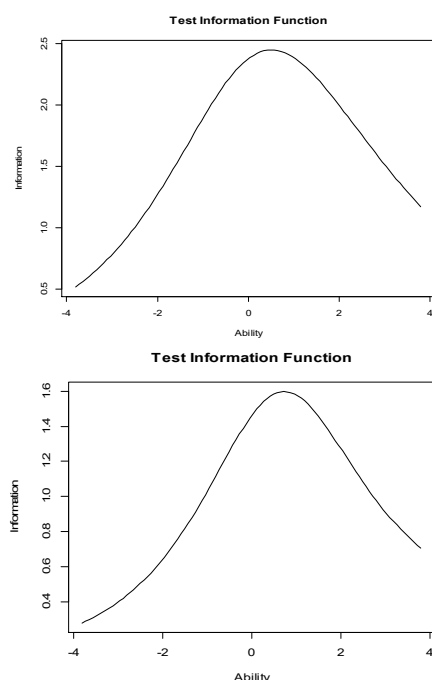 Test Information Function
2.5
2.0
1.5
1.0
0.5
Information
-4 -2 0 2 4
Ability
Test Information Function
1.6
1.4
1.2
1.0
0.8
0.6
0.4
Information
-4 -2 0 2 4
Ability